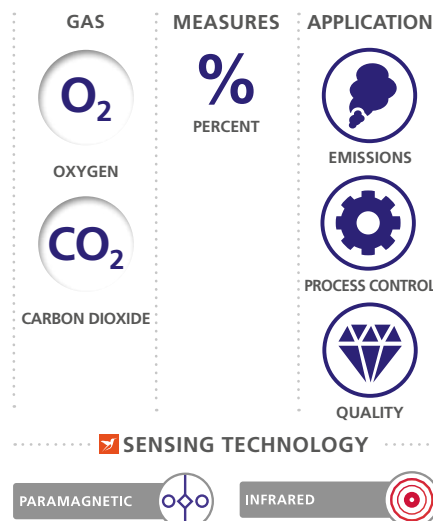 GAS
O2
OXYGEN
CO2
CARBON DIOXIDE
MEASURES
%
PERCENT
APPLICATION
EMISSIONS
PROCESS CONTROL
QUALITY
SENSING TECHNOLOGY
PARAMAGNETIC
INFRARED